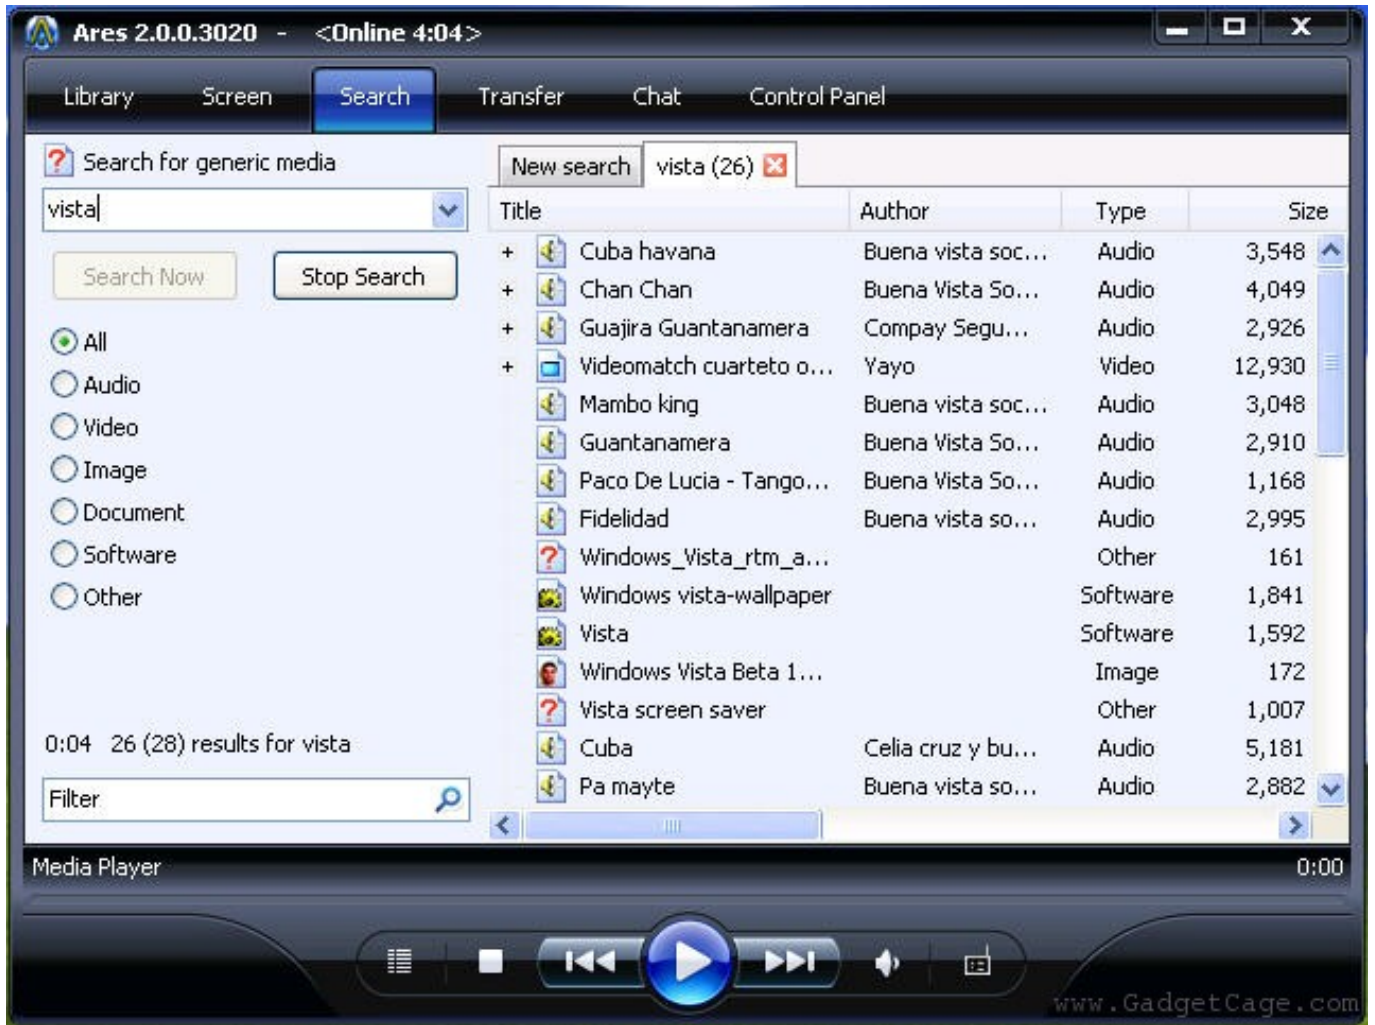 Ares 2.0.0.3020 - <Online 4:04>
Library Screen Search Transfer Chat Control Panel
Search for generic media
vista
Search Now Stop Search
All
Audio
Video
Image
Document
Software
Other
0:04 26 (28) results for vista
Filter
New search vista (26)
Title Author Type Size
+ Cuba havana Buena vista soc... Audio 3,548
+ Chan Chan Buena Vista So... Audio 4,049
+ Guajira Guantanamera Compay Segu... Audio 2,926
+ Videomatch cuarteto o... Yayo Video 12,930
Mambo king Buena vista soc... Audio 3,048
Guantanamera Buena Vista So... Audio 2,910
Paco De Lucia - Tango... Buena Vista So... Audio 1,168
Fidelidad Buena vista so... Audio 2,995
Windows_Vista_rtm_a... Other 161
Windows vista-wallpaper Software 1,841
Vista Software 1,592
Windows Vista Beta 1... Image 172
Vista screen saver Other 1,007
Cuba Celia cruz y bu... Audio 5,181
Pa mayte Buena vista so... Audio 2,882
Media Player 0:00
www.GadgetCage.com